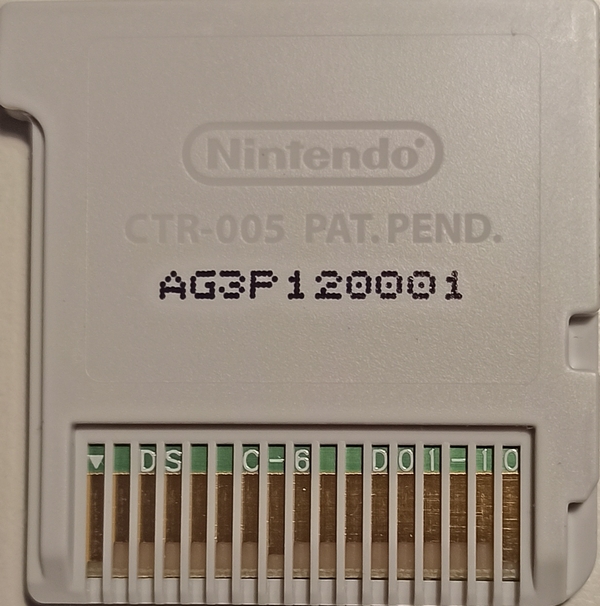 Nintendo
CTR-005 PAT. PEND.
AG3P120001
▼ DS C-6 D01-10